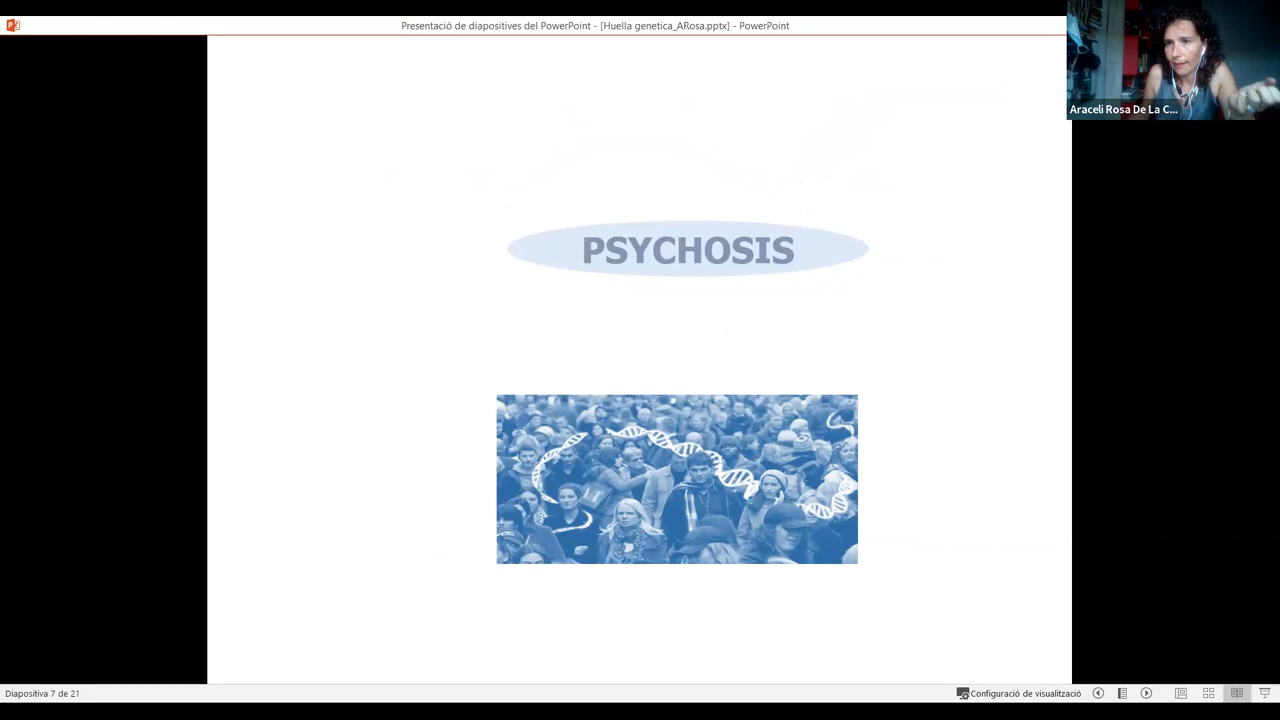 Presentació de diapositives del PowerPoint - [Huella genetica_ARosa.pptx] - PowerPoint
Araceli Rosa De La C...
PSYCHOSIS
Diapositiva 7 de 21
Configuració de visualització